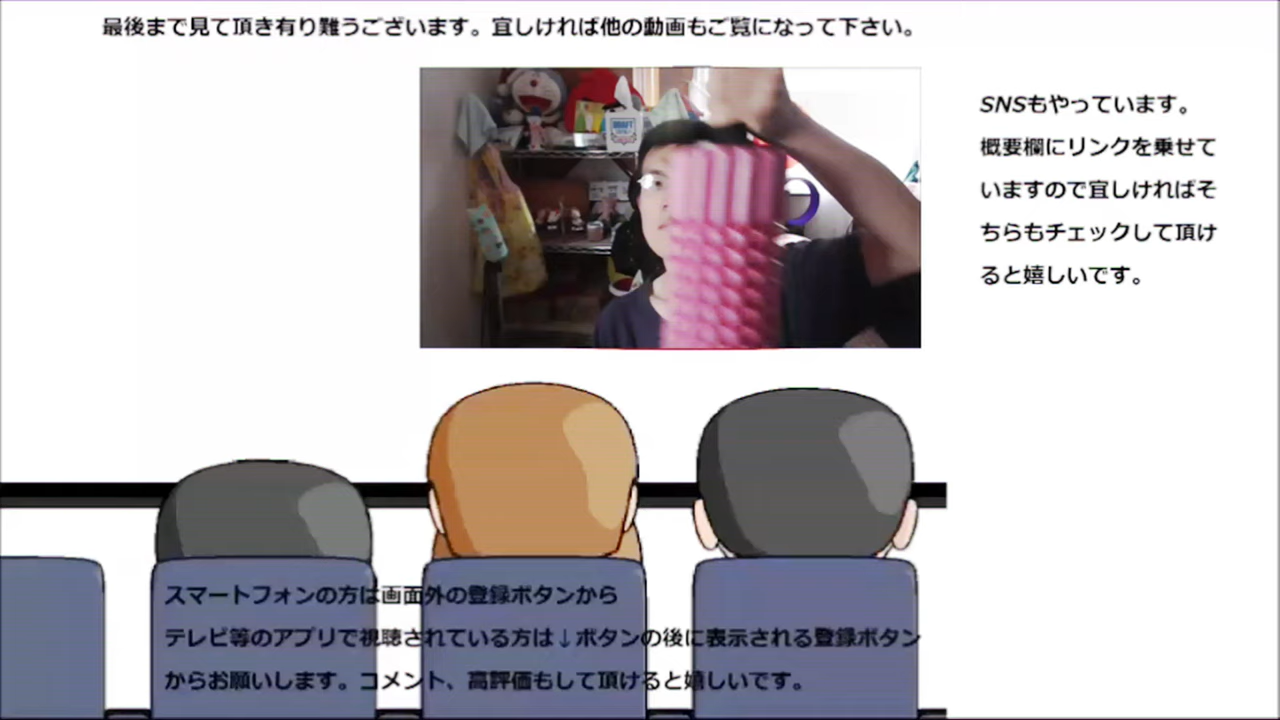 最後まで見て頂き有り難うございます。宜しければ他の動画もご覧になって下さい。
SNSもやっています。
概要欄にリンクを乗せて
いますので宜しければそ
ちらもチェックして頂け
ると嬉しいです。
スマートフォンの方は画面外の登録ボタンから
テレビ等のアプリで視聴されている方は↓ボタンの後に表示される登録ボタン
からお願いします。コメント、高評価もして頂けると嬉しいです。